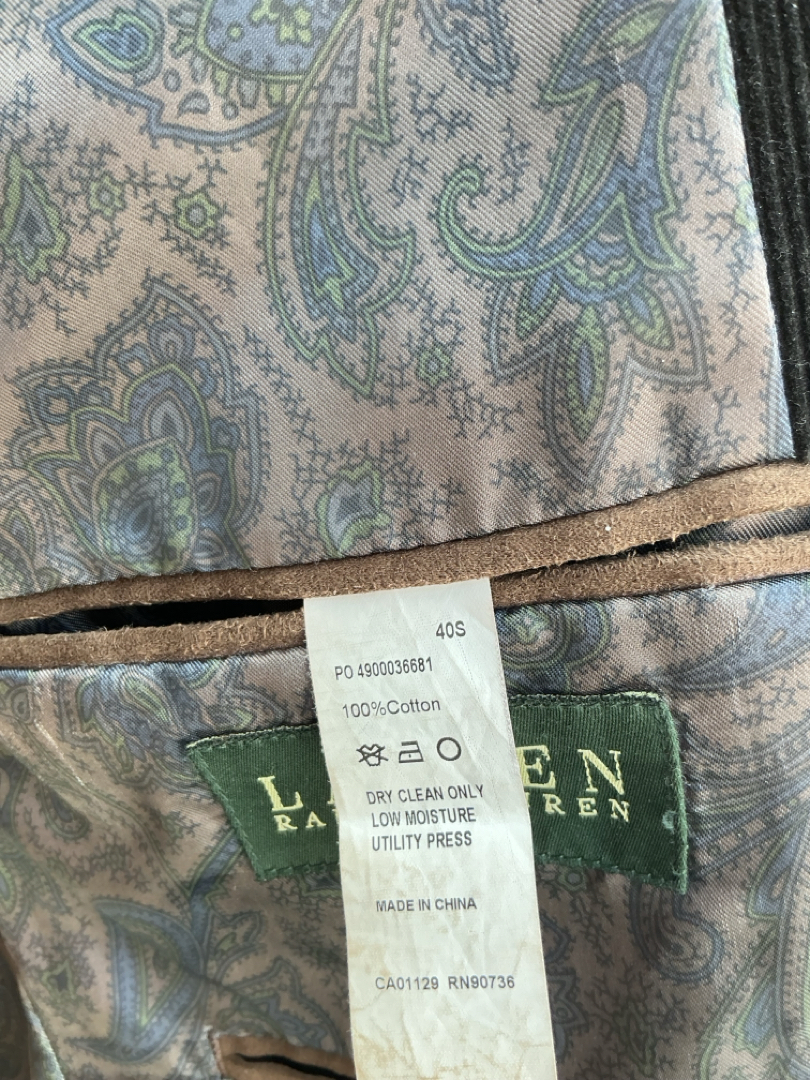 40S
PO 4900036681
100%Cotton
DRY CLEAN ONLY
LOW MOISTURE
UTILITY PRESS
MADE IN CHINA
CA01129 RN90736